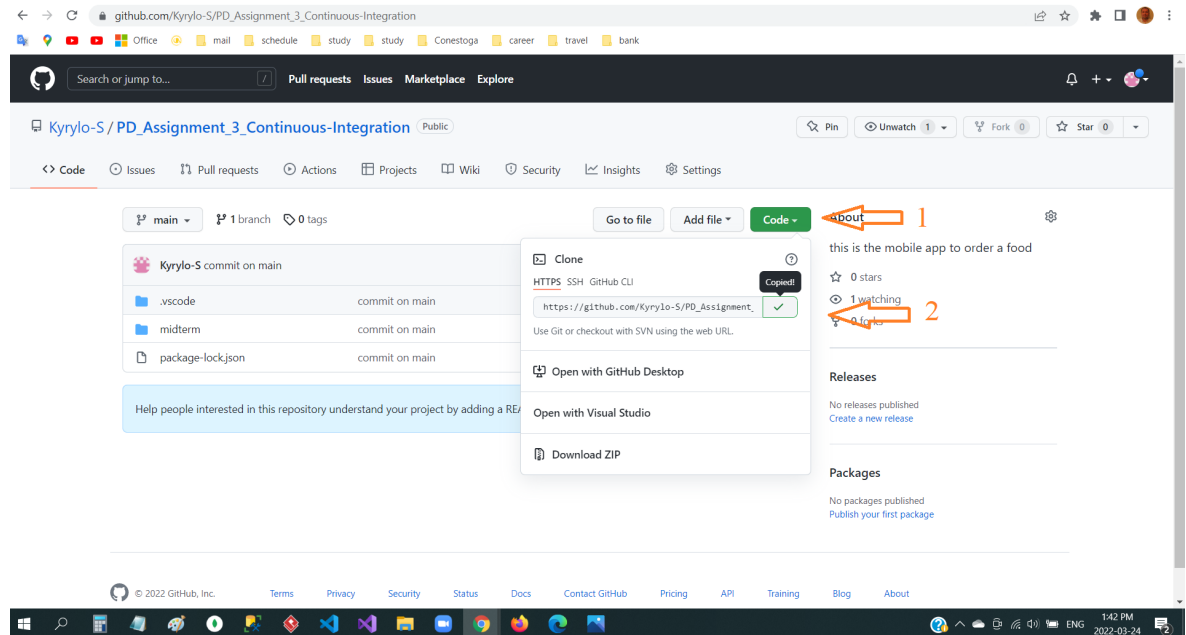 github.com/Kyrylo-S/PD_Assignment_3_Continuous-Integration
Office mail schedule study study Conestoga career travel bank
Search or jump to... / Pull requests Issues Marketplace Explore
Kyrylo-S / PD_Assignment_3_Continuous-Integration Public Pin Unwatch 1 Fork 0 Star 0
Code Issues Pull requests Actions Projects Wiki Security Insights Settings
main 1 branch 0 tags Go to file Add file Code 1 About
this is the mobile app to order a food
Kyrylo-S commit on main Clone
HTTPS SSH GitHub CLI Copied! 0 stars
.vscode commit on main https://github.com/Kyrylo-S/PD_Assignment_ 1 watching 2
midterm commit on main Use Git or checkout with SVN using the web URL. 0 forks
package-lock.json commit on main
Open with GitHub Desktop Releases
Help people interested in this repository understand your project by adding a REA Open with Visual Studio No releases published
Create a new release
Download ZIP
Packages
No packages published
Publish your first package
© 2022 GitHub, Inc. Terms Privacy Security Status Docs Contact GitHub Pricing API Training Blog About
ENG 1:42 PM
2022-03-24 2